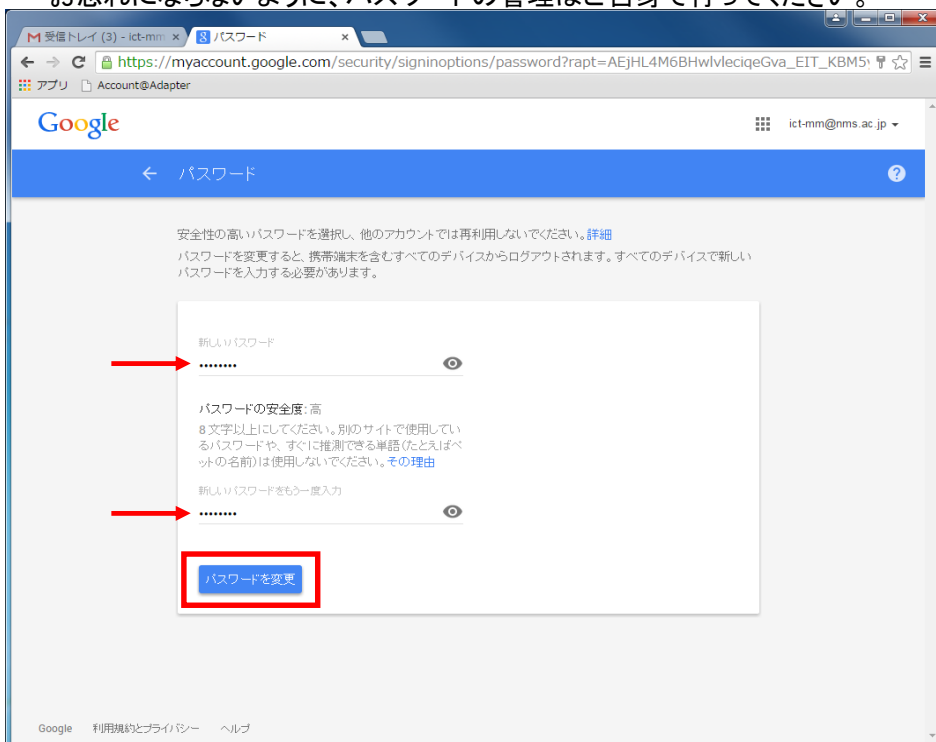 お忘れにならないように、パスワードの管理はご自身で行ってください。
受信トレイ (3) - ict-mm
パスワード
https://myaccount.google.com/security/signinoptions/password?rapt=AEjHL4M6BHwlvleciqeGva_EIT_KBM5
アプリ Account@Adapter
Google ict-mm@nms.ac.jp
パスワード
安全性の高いパスワードを選択し、他のアカウントでは再利用しないでください。詳細
パスワードを変更すると、携帯端末を含むすべてのデバイスからログアウトされます。すべてのデバイスで新しい
パスワードを入力する必要があります。
新しいパスワード
••••••••
パスワードの安全度: 高
8 文字以上にしてください。別のサイトで使用してい
るパスワードや、すぐに推測できる単語(たとえばペ
ットの名前)は使用しないでください。その理由
新しいパスワードをもう一度入力
••••••••
パスワードを変更
Google 利用規約とプライバシー ヘルプ